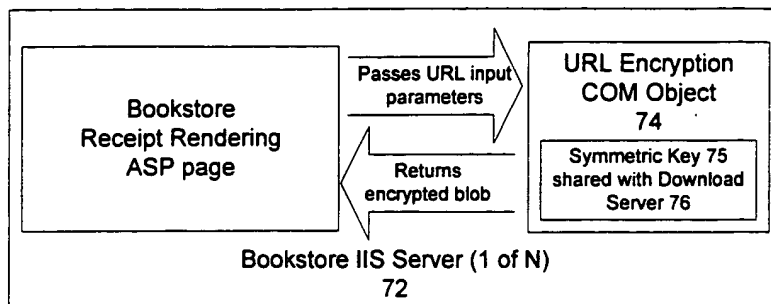 Bookstore
Receipt Rendering
ASP page
Passes URL input
parameters
Returns
encrypted blob
URL Encryption
COM Object
74
Symmetric Key 75
shared with Download
Server 76
Bookstore IIS Server (1 of N)
72